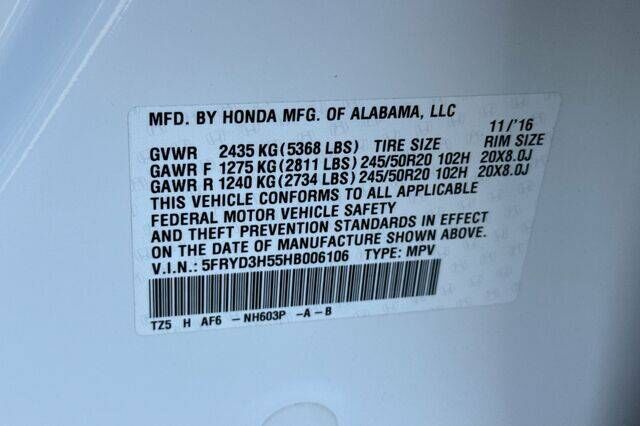 MFD. BY HONDA MFG. OF ALABAMA, LLC
11/'16
GVWR 2435 KG(5368 LBS) TIRE SIZE RIM SIZE
GAWR F 1275 KG(2811 LBS) 245/50R20 102H 20X8.0J
GAWR R 1240 KG(2734 LBS) 245/50R20 102H 20X8.0J
THIS VEHICLE CONFORMS TO ALL APPLICABLE
FEDERAL MOTOR VEHICLE SAFETY
AND THEFT PREVENTION STANDARDS IN EFFECT
ON THE DATE OF MANUFACTURE SHOWN ABOVE.
V.I.N.: 5FRYD3H55HB006106 TYPE: MPV
TZ5 H AF6 -NH603P -A-B